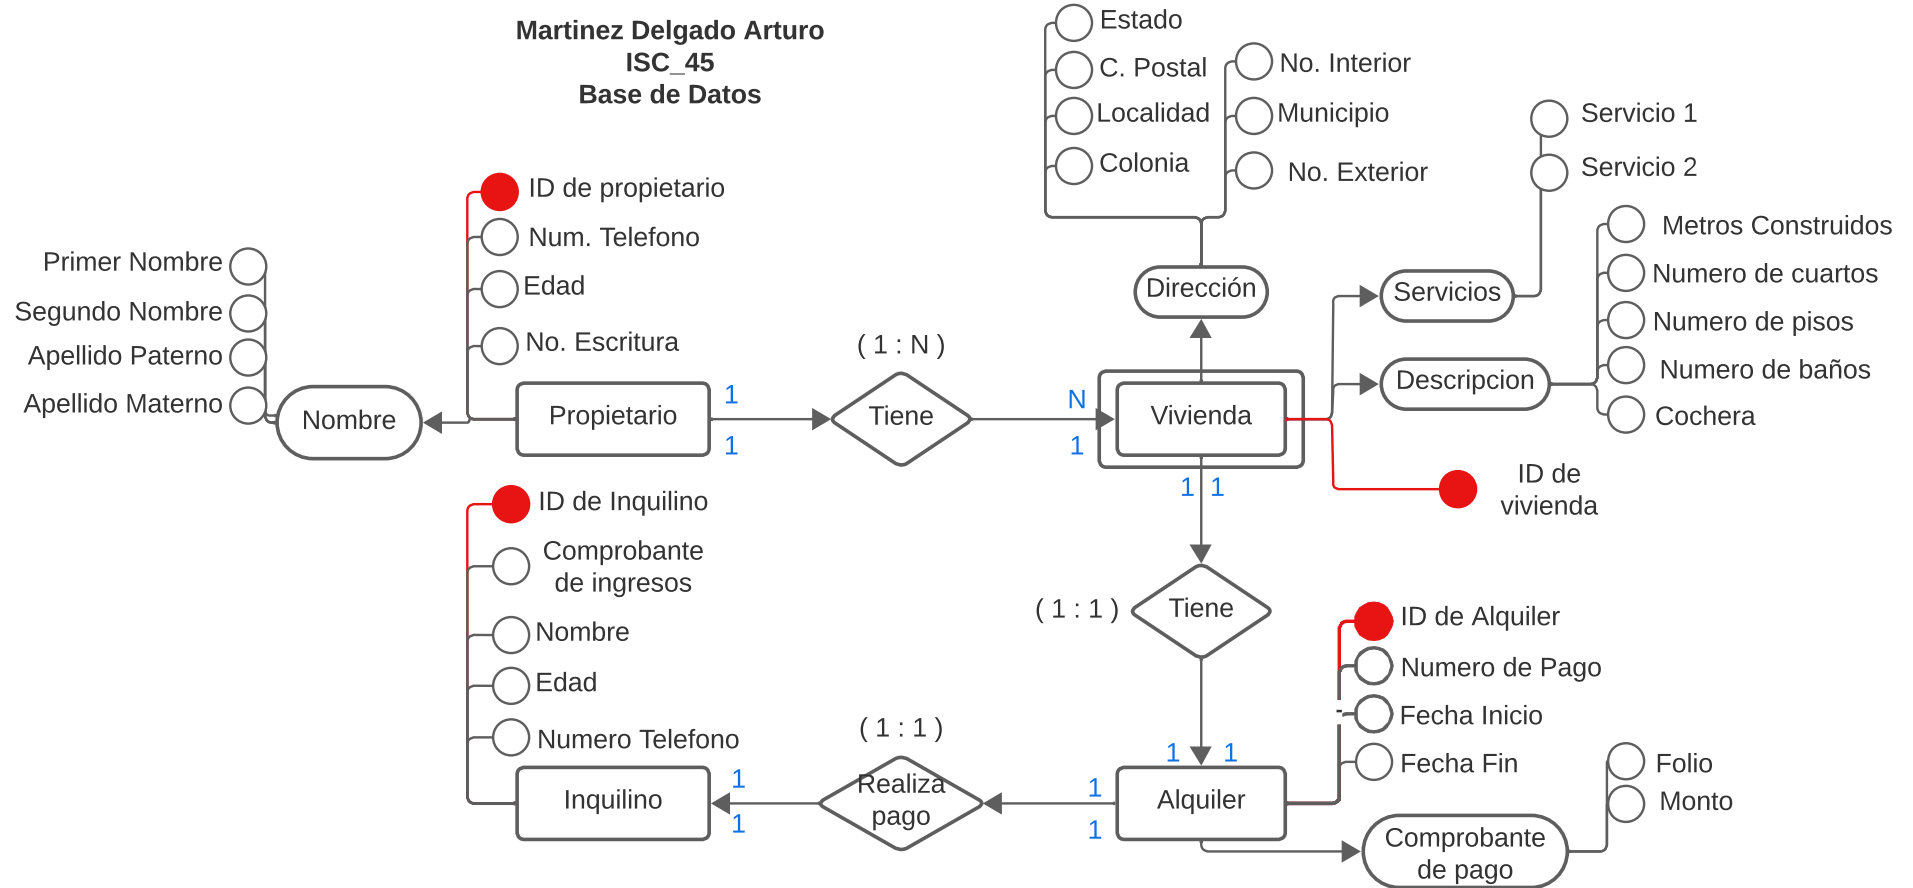 Martinez Delgado Arturo
ISC_45
Base de Datos
Estado
C. Postal
Localidad
Colonia
No. Interior
Municipio
No. Exterior
Dirección
Servicio 1
Servicio 2
Servicios
Metros Construidos
Numero de cuartos
Numero de pisos
Numero de baños
Cochera
Descripcion
ID de propietario
Num. Telefono
Edad
No. Escritura
Primer Nombre
Segundo Nombre
Apellido Paterno
Apellido Materno
Nombre
Propietario
1
1
( 1 : N )
Tiene
N
1
Vivienda
ID de
vivienda
1 1
( 1 : 1 )
Tiene
1 1
ID de Inquilino
Comprobante
de ingresos
Nombre
Edad
Numero Telefono
Inquilino
1
1
( 1 : 1 )
Realiza
pago
1
1
Alquiler
ID de Alquiler
Numero de Pago
Fecha Inicio
Fecha Fin
Folio
Monto
Comprobante
de pago